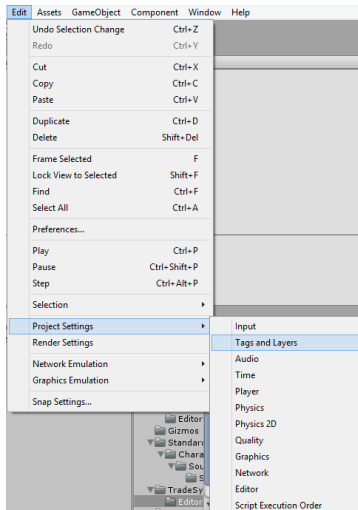 Edit Assets GameObject Component Window Help
Undo Selection Change Ctrl+Z
Redo Ctrl+Y
Cut Ctrl+X
Copy Ctrl+C
Paste Ctrl+V
Duplicate Ctrl+D
Delete Shift+Del
Frame Selected F
Lock View to Selected Shift+F
Find Ctrl+F
Select All Ctrl+A
Preferences...
Play Ctrl+P
Pause Ctrl+Shift+P
Step Ctrl+Alt+P
Selection
Project Settings
Render Settings
Network Emulation
Graphics Emulation
Snap Settings...
Input
Tags and Layers
Audio
Time
Player
Physics
Physics 2D
Quality
Graphics
Network
Editor
Script Execution Order
Editor
Gizmos
Standard
Chara
Sou
S
TradeSy
Editor